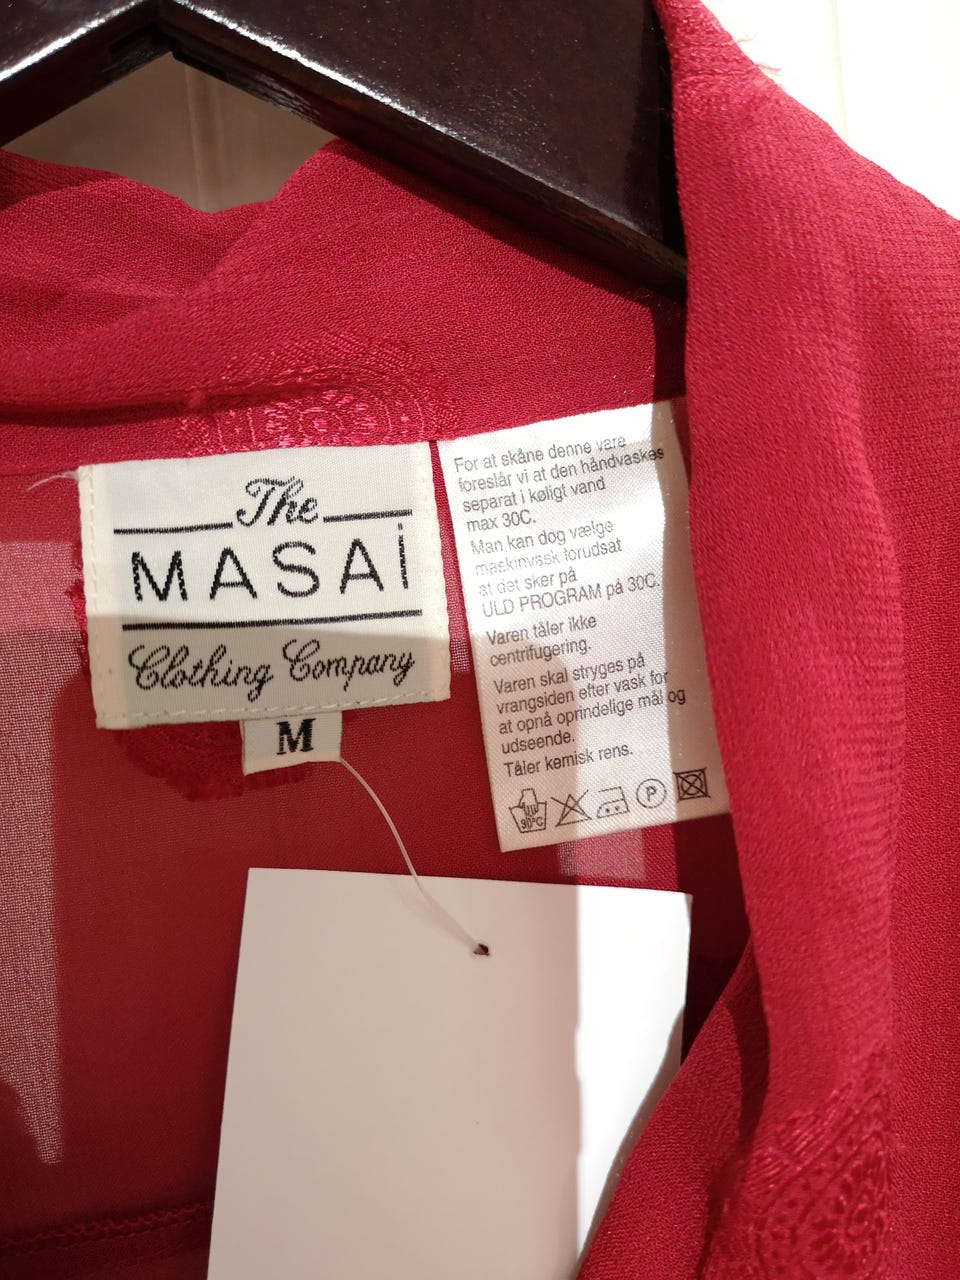 The
MASAi
Clothing Company
M
For at skåne denne vare
foreslår vi at den håndvaskes
separat i køligt vand
max 30C.
Man kan dog vælge
maskinvask forudsat
at det sker på
ULD PROGRAM på 30C.
Varen tåler ikke
centrifugering.
Varen skal stryges på
vrangsiden efter vask for
at opnå oprindelige mål og
udseende.
Tåler kemisk rens.
30°C P